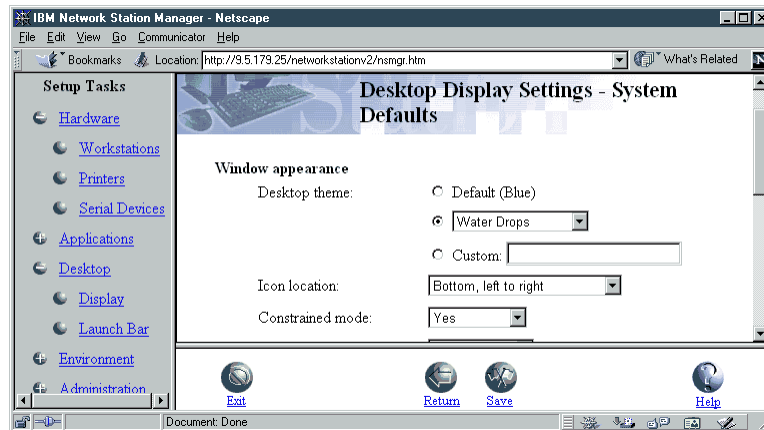 IBM Network Station Manager - Netscape
File Edit View Go Communicator Help
Bookmarks Location: http://9.5.179.25/networkstationv2/nsmgr.htm What's Related N
Setup Tasks
Hardware
Workstations
Printers
Serial Devices
Applications
Desktop
Display
Launch Bar
Environment
Administration
Desktop Display Settings - System
Defaults
Window appearance
Desktop theme: Default (Blue)
Water Drops
Custom:
Icon location: Bottom, left to right
Constrained mode: Yes
Exit Return Save Help
Document: Done